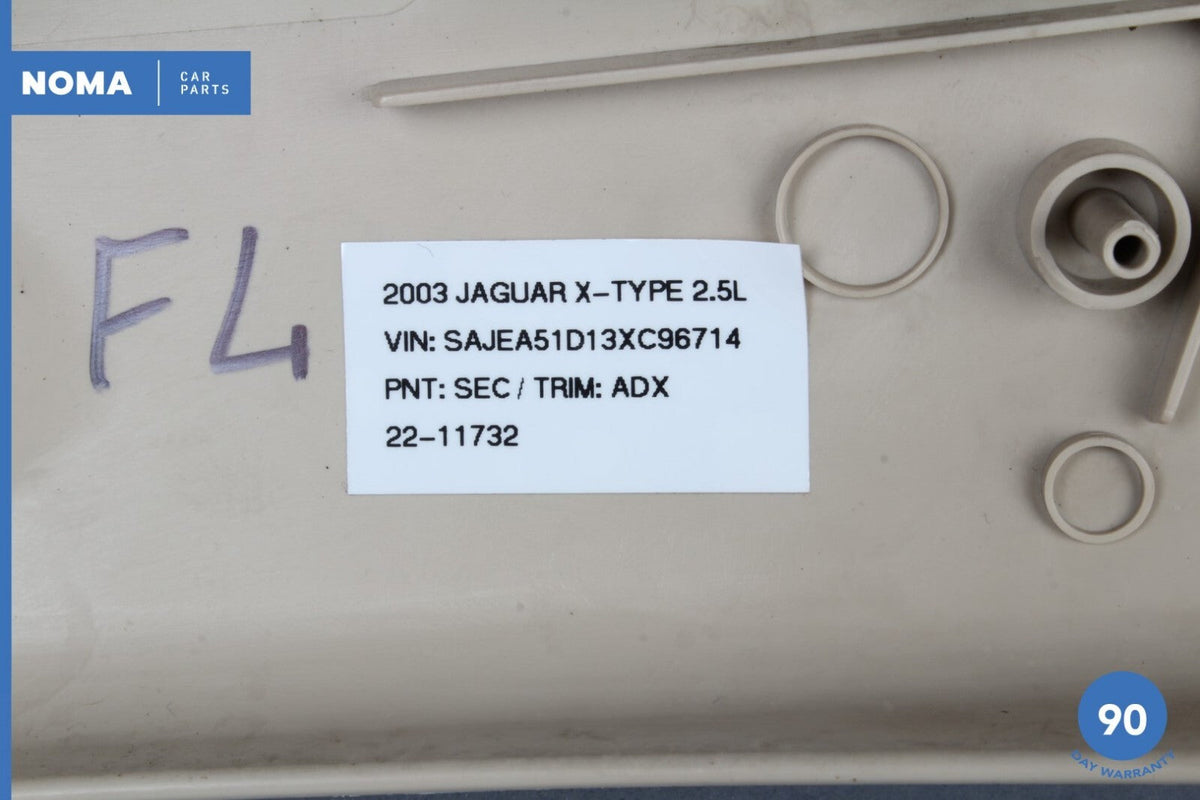 NOMA
CAR
PARTS
F4
2003 JAGUAR X-TYPE 2.5L
VIN: SAJEA51D13XC96714
PNT: SEC / TRIM: ADX
22-11732
90
DAY WARRANTY